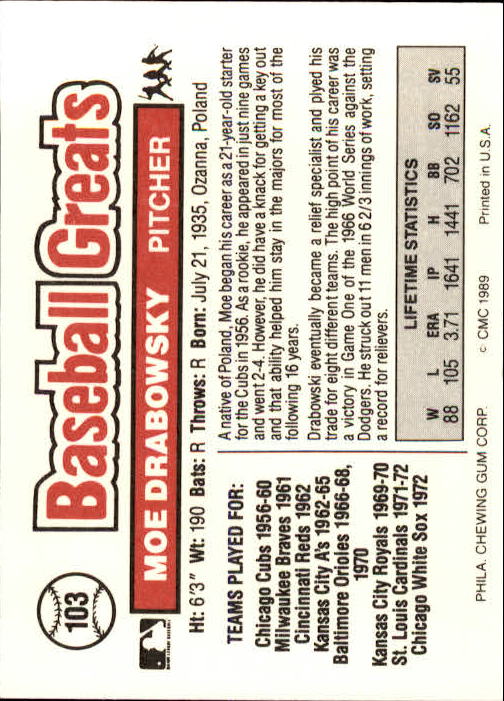 103
Baseball Greats
MOE DRABOWSKY PITCHER
Ht: 6'3" Wt: 190 Bats: R Throws: R Born: July 21, 1935, Ozanna, Poland
TEAMS PLAYED FOR:
Chicago Cubs 1956-60
Milwaukee Braves 1961
Cincinnati Reds 1962
Kansas City A's 1962-65
Baltimore Orioles 1966-68,
1970
Kansas City Royals 1969-70
St. Louis Cardinals 1971-72
Chicago White Sox 1972
A native of Poland, Moe began his career as a 21-year-old starter
for the Cubs in 1956. As a rookie, he appeared in just nine games
and went 2-4. However, he did have a knack for getting a key out
and that ability helped him stay in the majors for most of the
following 16 years.
Drabowski eventually became a relief specialist and plyed his
trade for eight different teams. The high point of his career was
a victory in Game One of the 1966 World Series against the
Dodgers. He struck out 11 men in 6 2/3 innings of work, setting
a record for relievers.
LIFETIME STATISTICS
W L ERA IP H BB SO SV
88 105 3.71 1641 1441 702 1162 55
PHILA. CHEWING GUM CORP. © CMC 1989 Printed in U.S.A.